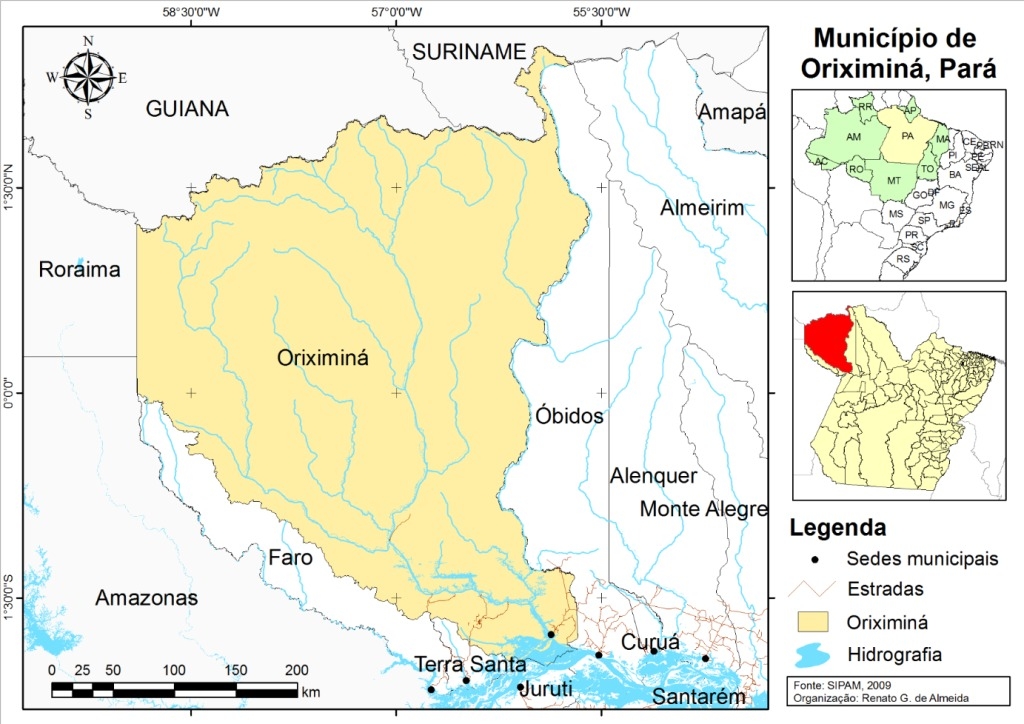 58°30'0"W 57°0'0"W 55°30'0"W
Município de
Oriximiná, Pará
N
W E
S
SURINAME
GUIANA
Amapá
1°30'0"N
Almeirim
Roraima
Oriximiná
0°0'0"
Óbidos
Alenquer
Monte Alegre
Faro
Amazonas
1°30'0"S
Curuá
Terra Santa
Juruti
Santarém
0 25 50 100 150 200
km
RR AP
AM PA MA CE RN
PI
AC RO TO SE AL
MT BA
GO DF
MG
MS ES
SP
PR
SC
RS
Legenda
Sedes municipais
Estradas
Oriximiná
Hidrografia
Fonte: SIPAM, 2009
Organização: Renato G. de Almeida